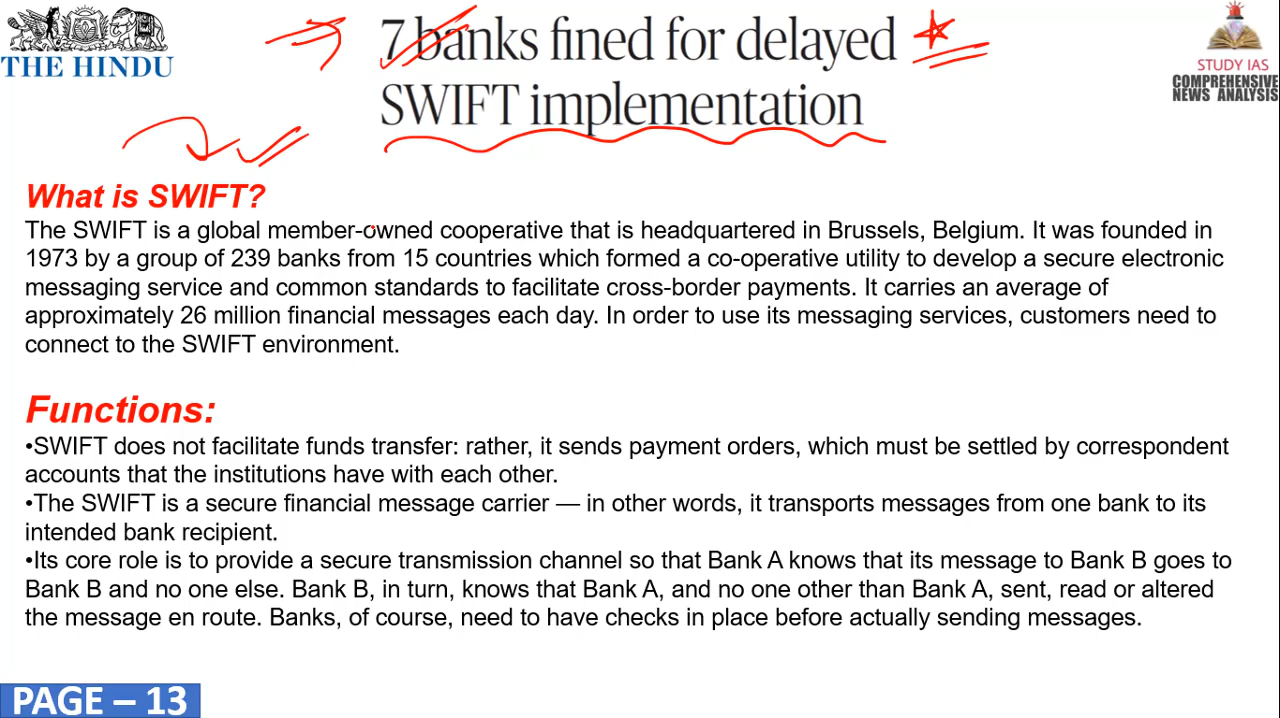 THE HINDU
7 banks fined for delayed
SWIFT implementation
STUDY IAS
COMPREHENSIVE
NEWS ANALYSIS
What is SWIFT?
The SWIFT is a global member-owned cooperative that is headquartered in Brussels, Belgium. It was founded in
1973 by a group of 239 banks from 15 countries which formed a co-operative utility to develop a secure electronic
messaging service and common standards to facilitate cross-border payments. It carries an average of
approximately 26 million financial messages each day. In order to use its messaging services, customers need to
connect to the SWIFT environment.
Functions:
•SWIFT does not facilitate funds transfer: rather, it sends payment orders, which must be settled by correspondent
accounts that the institutions have with each other.
•The SWIFT is a secure financial message carrier — in other words, it transports messages from one bank to its
intended bank recipient.
•Its core role is to provide a secure transmission channel so that Bank A knows that its message to Bank B goes to
Bank B and no one else. Bank B, in turn, knows that Bank A, and no one other than Bank A, sent, read or altered
the message en route. Banks, of course, need to have checks in place before actually sending messages.
PAGE – 13